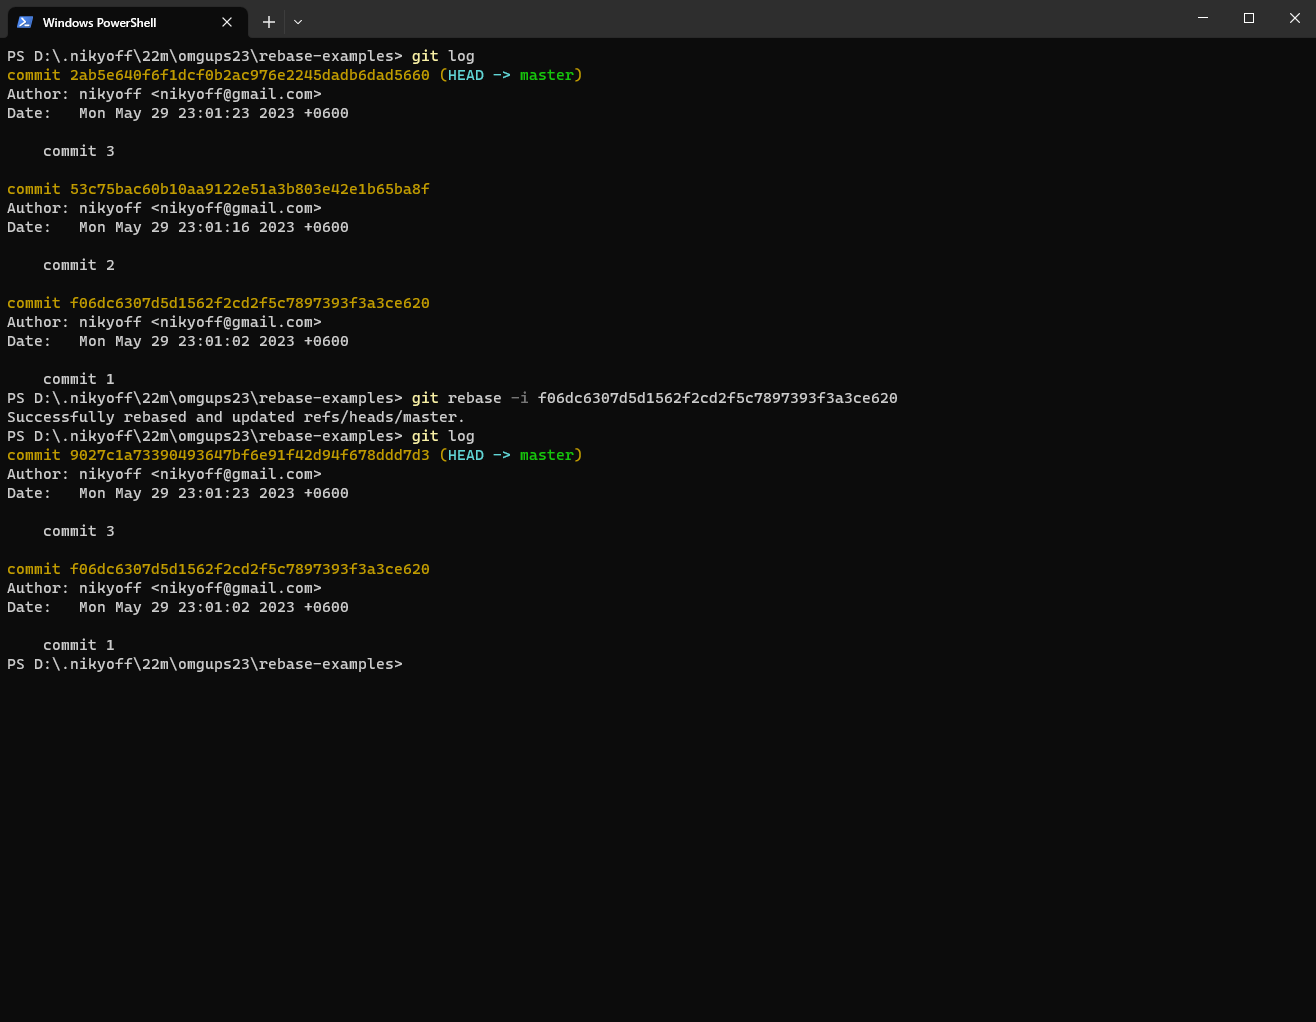 Windows PowerShell
PS D:\.nikyoff\22m\omgups23\rebase-examples> git log
commit 2ab5e640f6f1dcf0b2ac976e2245dadb6dad5660 (HEAD -> master)
Author: nikyoff <nikyoff@gmail.com>
Date:   Mon May 29 23:01:23 2023 +0600
    commit 3
commit 53c75bac60b10aa9122e51a3b803e42e1b65ba8f
Author: nikyoff <nikyoff@gmail.com>
Date:   Mon May 29 23:01:16 2023 +0600
    commit 2
commit f06dc6307d5d1562f2cd2f5c7897393f3a3ce620
Author: nikyoff <nikyoff@gmail.com>
Date:   Mon May 29 23:01:02 2023 +0600
    commit 1
PS D:\.nikyoff\22m\omgups23\rebase-examples> git rebase -i f06dc6307d5d1562f2cd2f5c7897393f3a3ce620
Successfully rebased and updated refs/heads/master.
PS D:\.nikyoff\22m\omgups23\rebase-examples> git log
commit 9027c1a73390493647bf6e91f42d94f678ddd7d3 (HEAD -> master)
Author: nikyoff <nikyoff@gmail.com>
Date:   Mon May 29 23:01:23 2023 +0600
    commit 3
commit f06dc6307d5d1562f2cd2f5c7897393f3a3ce620
Author: nikyoff <nikyoff@gmail.com>
Date:   Mon May 29 23:01:02 2023 +0600
    commit 1
PS D:\.nikyoff\22m\omgups23\rebase-examples>